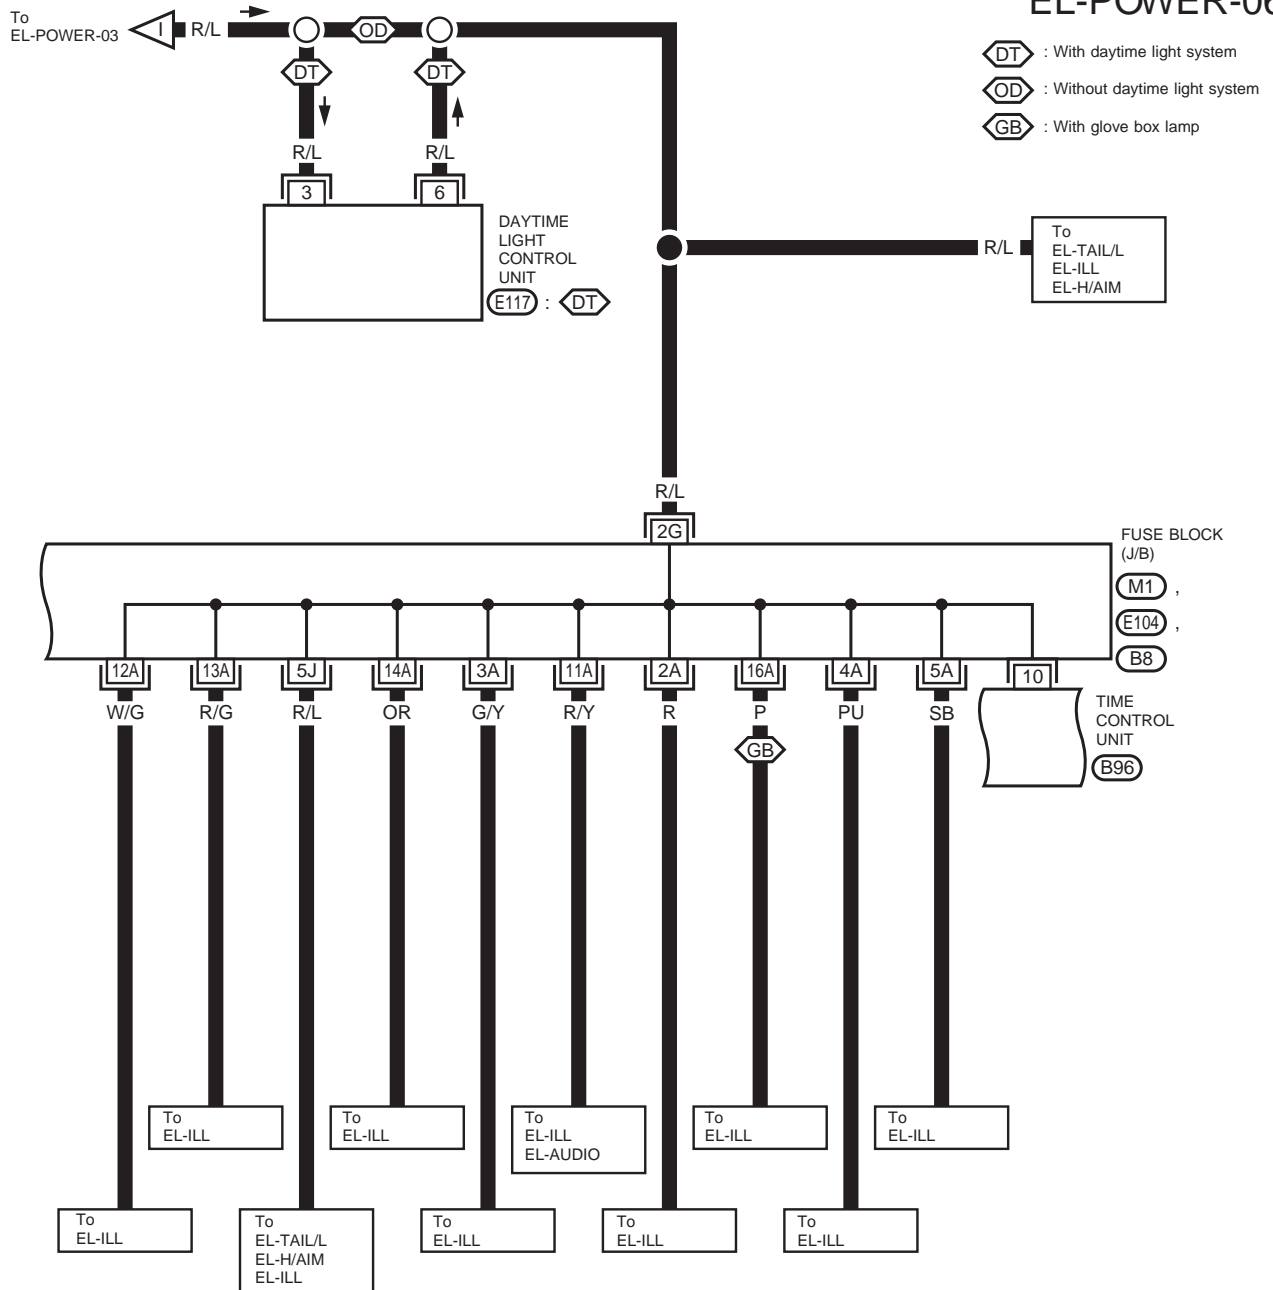 EL-POWER-06
To
EL-POWER-03
I
R/L
OD
DT
DT
R/L
R/L
3
6
DAYTIME
LIGHT
CONTROL
UNIT
E117 : DT
DT : With daytime light system
OD : Without daytime light system
GB : With glove box lamp
R/L
To
EL-TAIL/L
EL-ILL
EL-H/AIM
R/L
2G
FUSE BLOCK
(J/B)
M1 ,
E104 ,
B8
12A 13A 5J 14A 3A 11A 2A 16A 4A 5A 10
W/G R/G R/L OR G/Y R/Y R P PU SB
GB
TIME
CONTROL
UNIT
B96
To
EL-ILL
To
EL-ILL
To
EL-ILL
EL-AUDIO
To
EL-ILL
To
EL-ILL
To
EL-ILL
To
EL-TAIL/L
EL-H/AIM
EL-ILL
To
EL-ILL
To
EL-ILL
To
EL-ILL